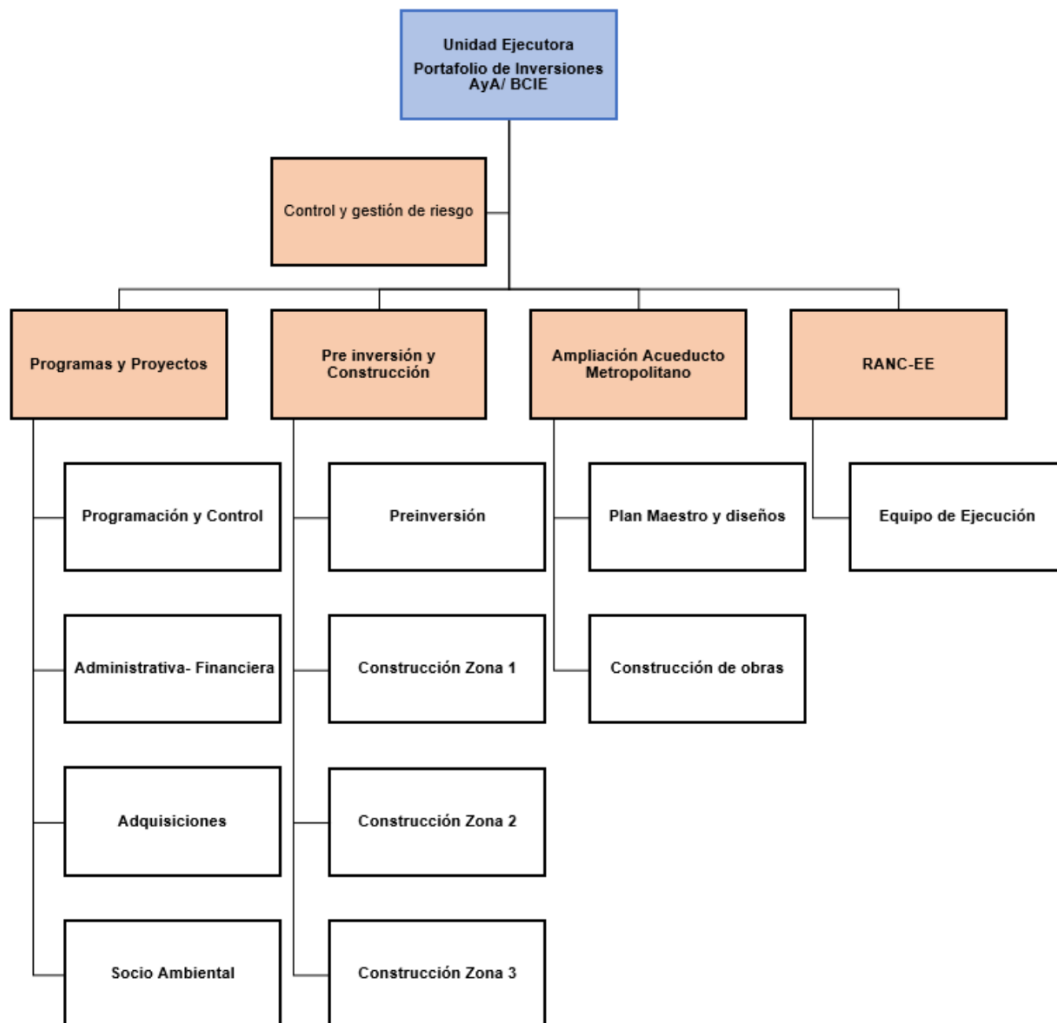 Unidad Ejecutora
Portafolio de Inversiones
AyA/ BCIE
Control y gestión de riesgo
Programas y Proyectos
Pre inversión y
Construcción
Ampliación Acueducto
Metropolitano
RANC-EE
Programación y Control
Preinversión
Plan Maestro y diseños
Equipo de Ejecución
Administrativa- Financiera
Construcción Zona 1
Construcción de obras
Adquisiciones
Construcción Zona 2
Socio Ambiental
Construcción Zona 3